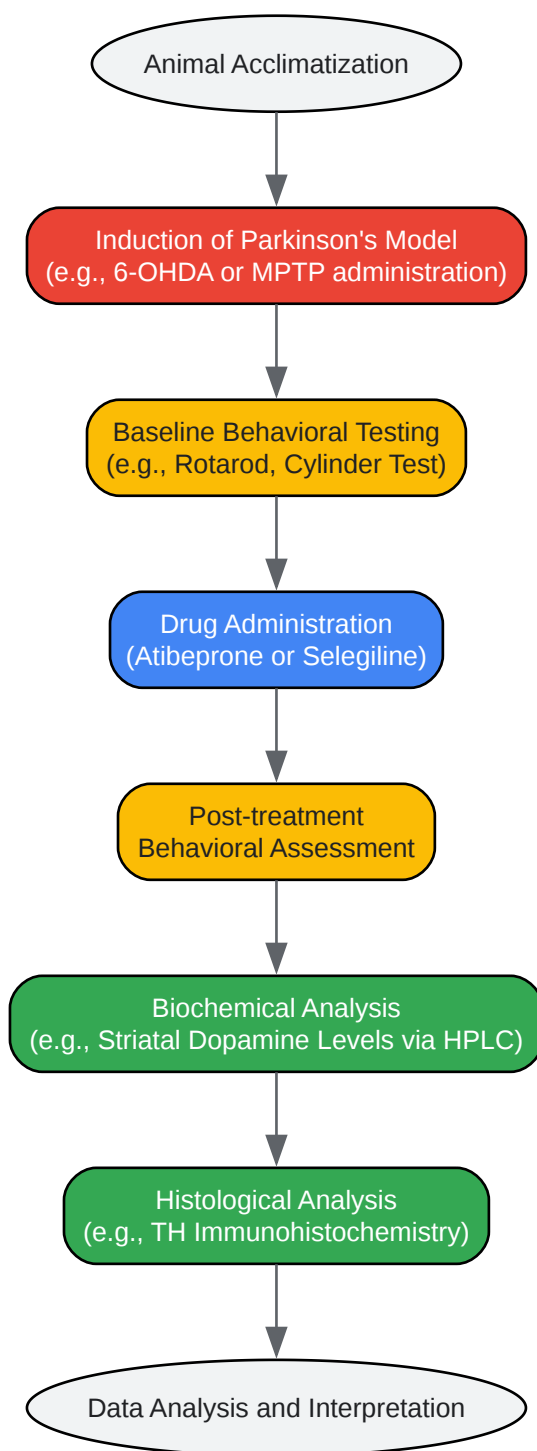 Animal Acclimatization
Induction of Parkinson's Model
(e.g., 6-OHDA or MPTP administration)
Baseline Behavioral Testing
(e.g., Rotarod, Cylinder Test)
Drug Administration
(Atibeprone or Selegiline)
Post-treatment
Behavioral Assessment
Biochemical Analysis
(e.g., Striatal Dopamine Levels via HPLC)
Histological Analysis
(e.g., TH Immunohistochemistry)
Data Analysis and Interpretation